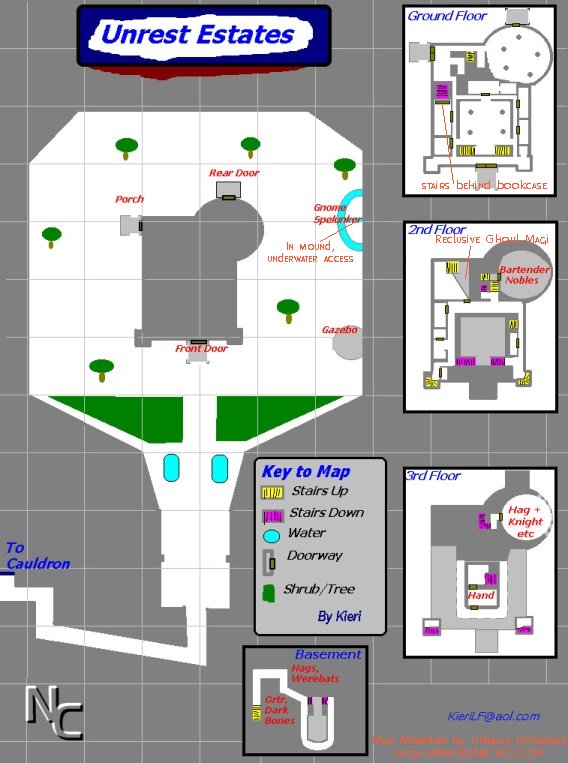 Unrest Estates
Rear Door
Porch
Gnome
Spelunker
In mound,
underwater access
Gazebo
Front Door
Key to Map
Stairs Up
Stairs Down
Water
Doorway
Shrub/Tree
By Kieri
To
Cauldron
NC
Basement
Hags,
Werebats
Grtr.
Dark
Bones
Ground Floor
stairs behind bookcase
2nd Floor
Reclusive Ghoul Magi
Bartender
Nobles
3rd Floor
Hag +
Knight
etc
Hand
KieriLF@aol.com
Map Modified by
http://WWW.EQNECRO.COM